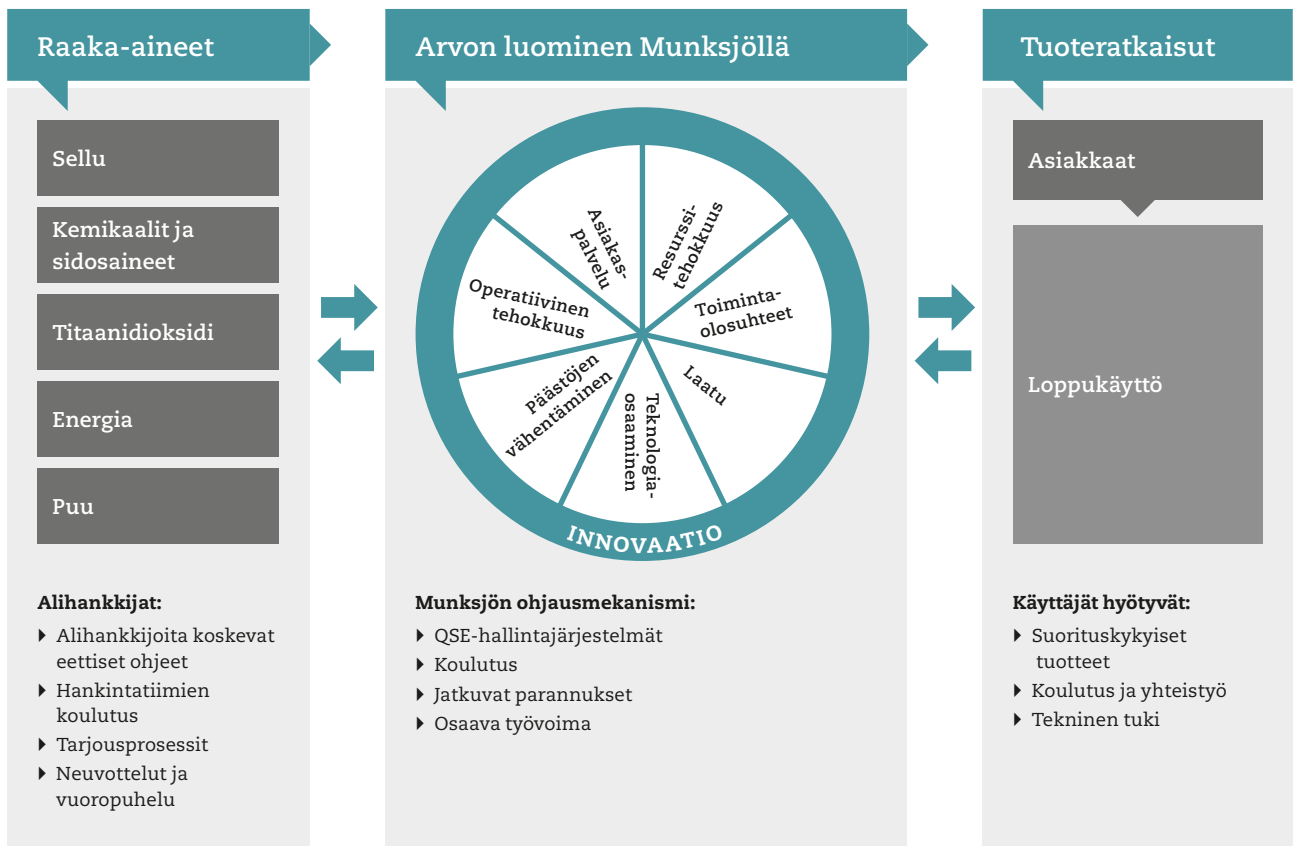 Raaka-aineet
Sellu
Kemikaalit ja
sidosaineet
Titaanidioksidi
Energia
Puu
Alihankkijat:
Alihankkijoita koskevat
eettiset ohjeet
Hankintatiimien
koulutus
Tarjousprosessit
Neuvottelut ja
vuoropuhelu
Arvon luominen Munksjöllä
Asiakas-
palvelu
Resurssi-
tehokkuus
Toiminta-
olosuhteet
Laatu
Teknologia-
osaaminen
Päästöjen
vähentäminen
Operatiivinen
tehokkuus
INNOVAATIO
Munksjön ohjausmekanismi:
QSE-hallintajärjestelmät
Koulutus
Jatkuvat parannukset
Osaava työvoima
Tuoteratkaisut
Asiakkaat
Loppukäyttö
Käyttäjät hyötyvät:
Suorituskykyiset
tuotteet
Koulutus ja yhteistyö
Tekninen tuki